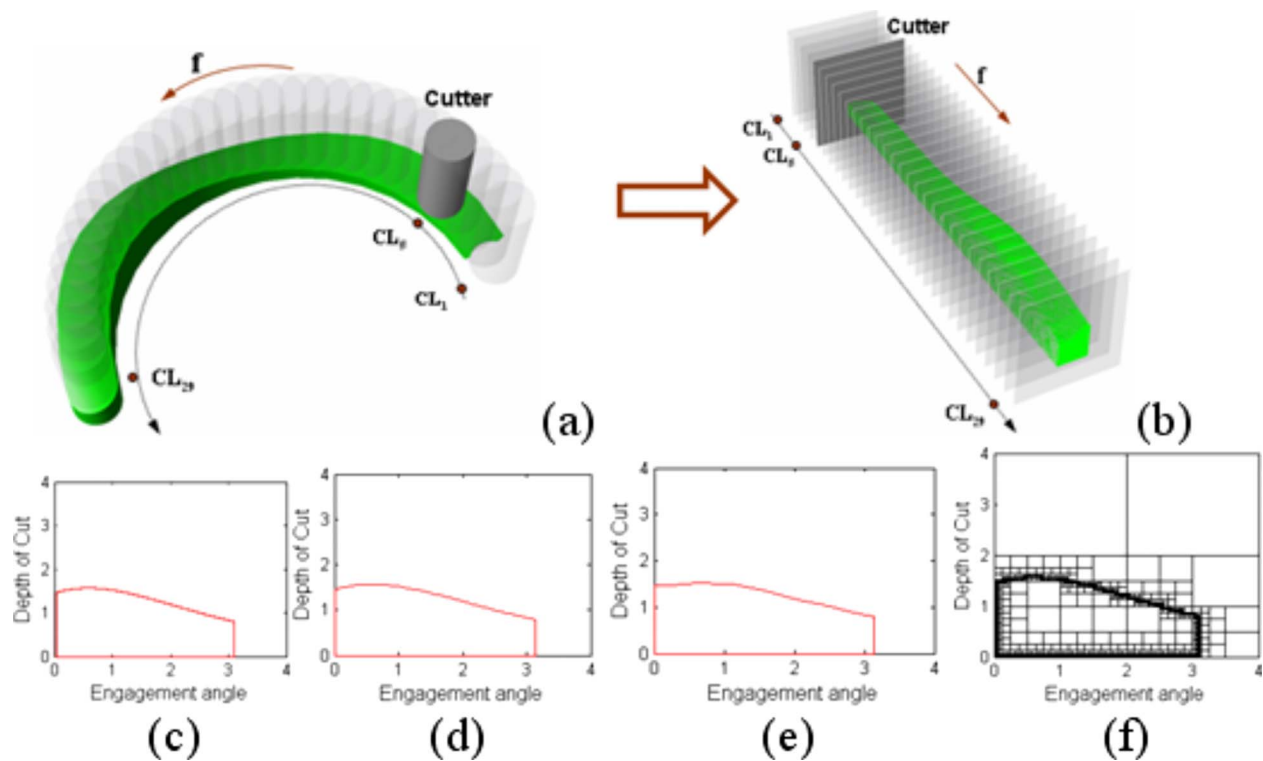 f
Cutter
CL8
CL1
CL29
(a)
Cutter
f
CL1
CL8
CL29
(b)
Depth of Cut
4
3
2
1
0
0 1 2 3 4
Engagement angle
(c)
Depth of Cut
4
3
2
1
0
0 1 2 3 4
Engagement angle
(d)
Depth of Cut
4
3
2
1
0
0 1 2 3 4
Engagement angle
(e)
Depth of Cut
4
3
2
1
0
0 1 2 3 4
Engagement angle
(f)